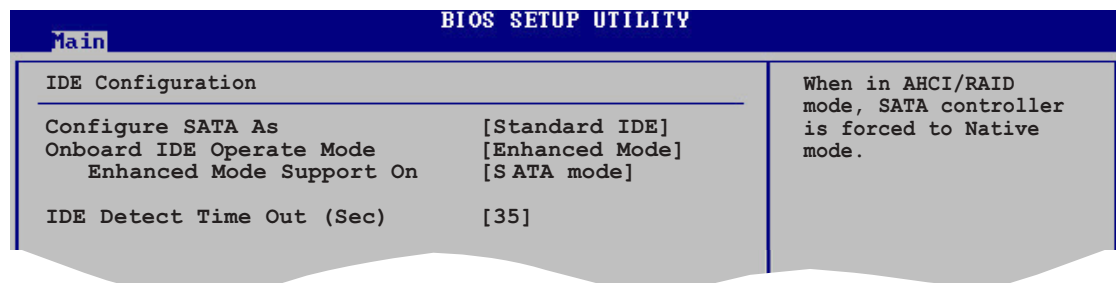 BIOS SETUP UTILITY
Main
IDE Configuration
Configure SATA As [Standard IDE]
Onboard IDE Operate Mode [Enhanced Mode]
Enhanced Mode Support On [S ATA mode]
IDE Detect Time Out (Sec) [35]
When in AHCI/RAID
mode, SATA controller
is forced to Native
mode.